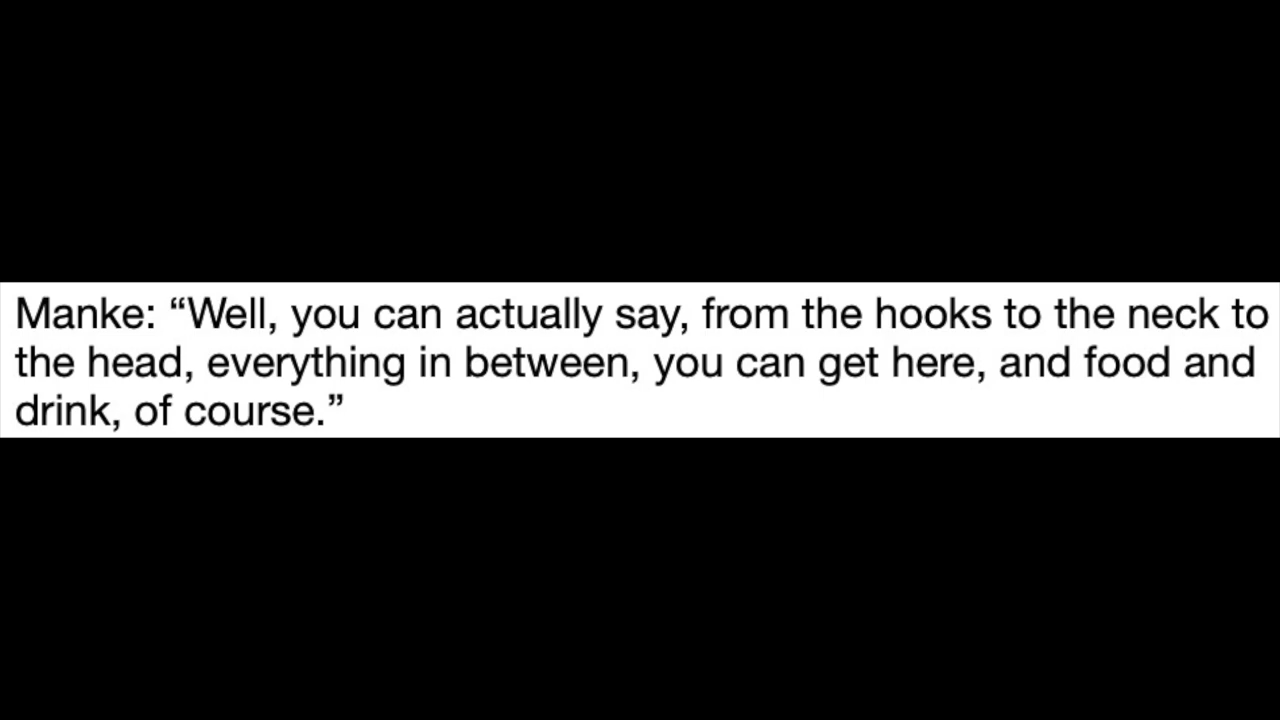 Manke: “Well, you can actually say, from the hooks to the neck to
the head, everything in between, you can get here, and food and
drink, of course.”